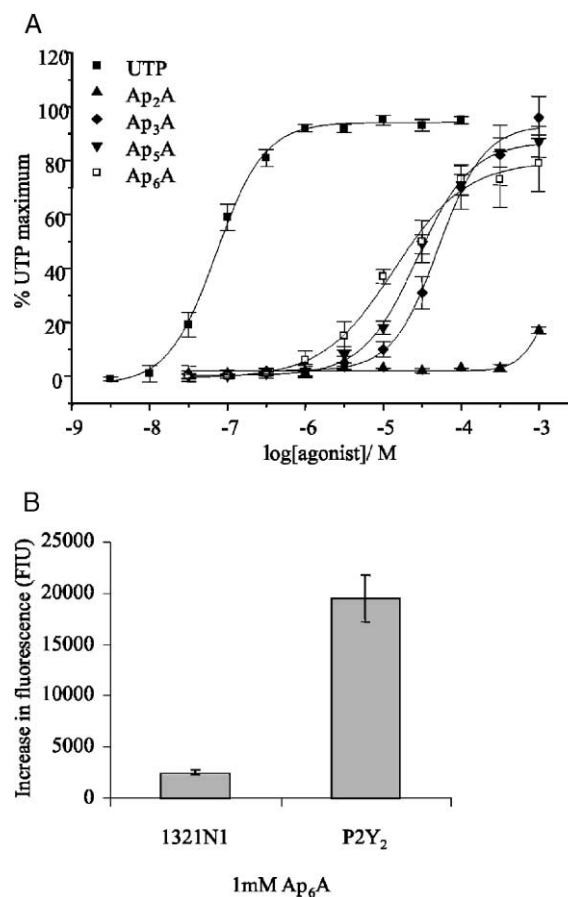 A
120
100
80
60
40
20
0
% UTP maximum
UTP
Ap₂A
Ap₃A
Ap₅A
Ap₆A
-9 -8 -7 -6 -5 -4 -3
log[agonist]/ M
B
25000
20000
15000
10000
5000
0
Increase in fluorescence (FIU)
1321N1 P2Y₂
1mM Ap₆A